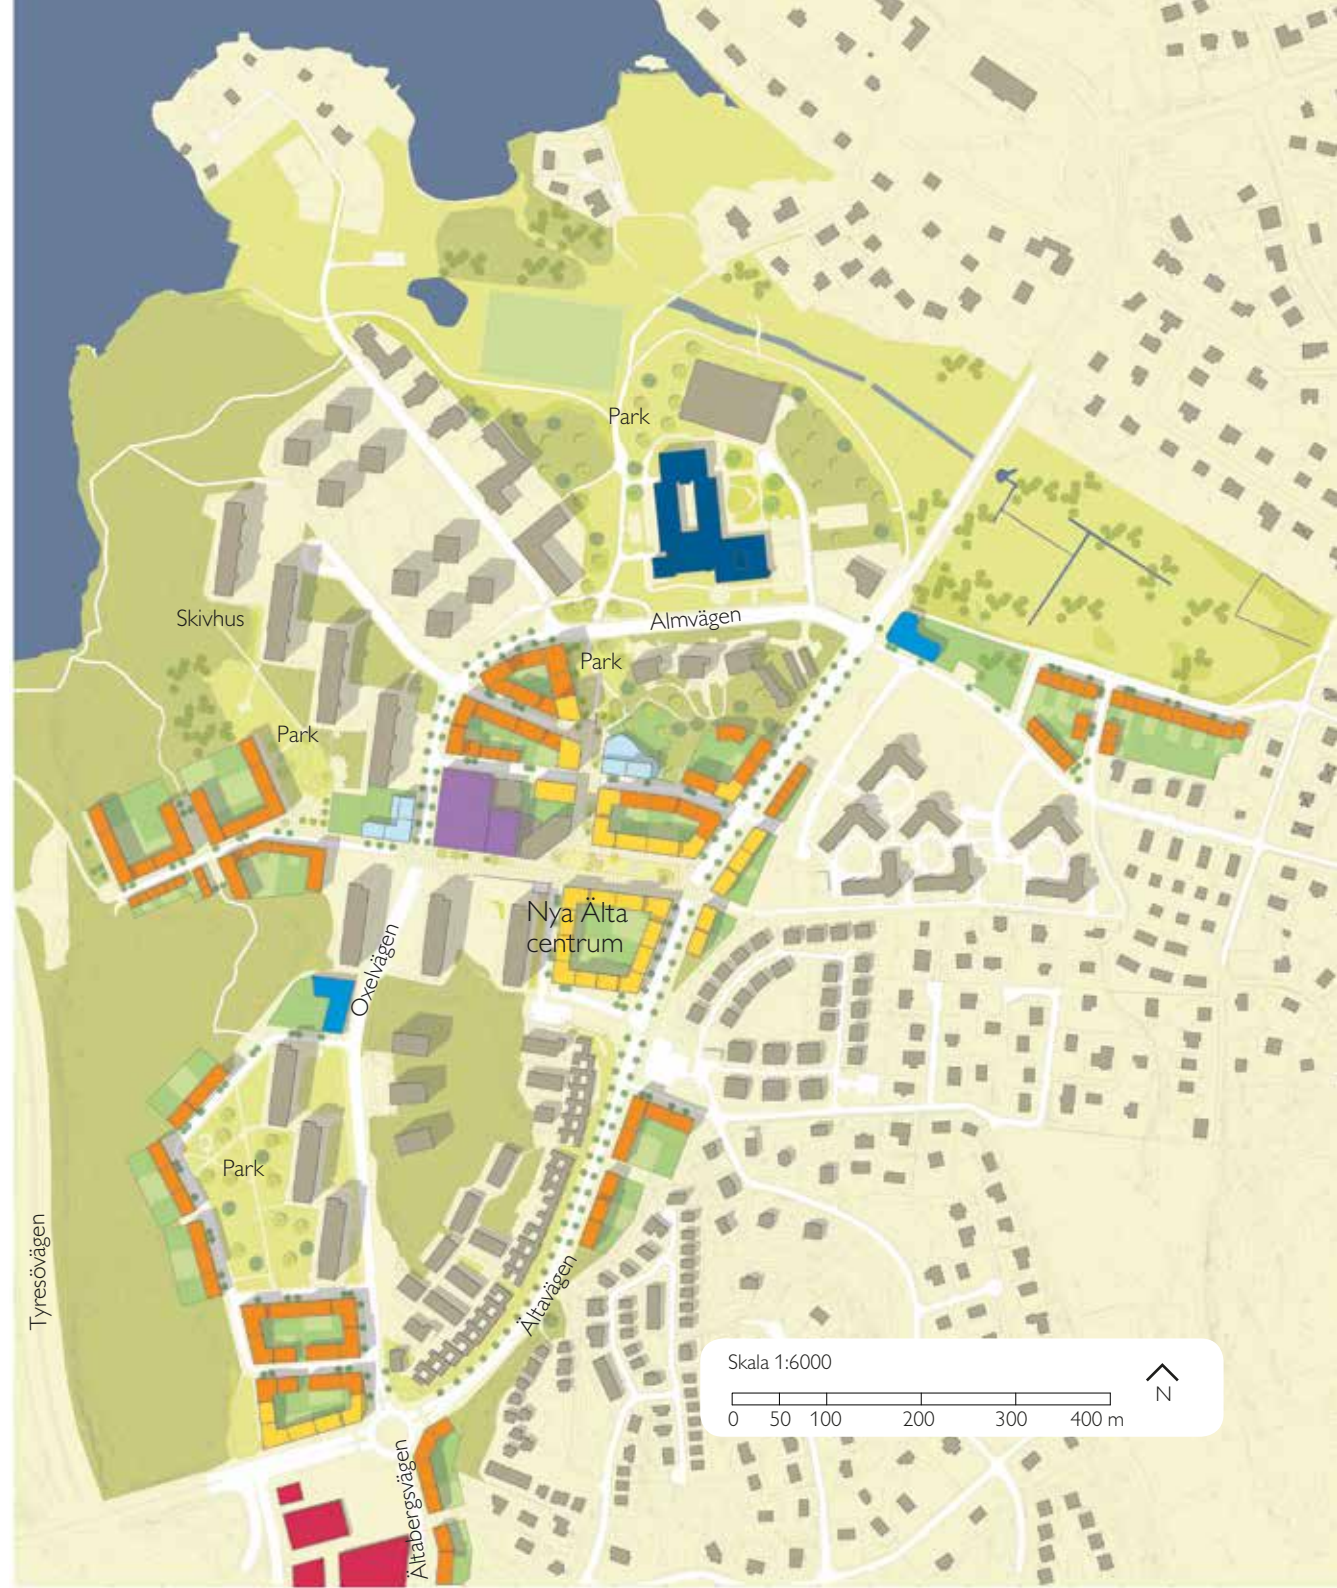 Park
Almvägen
Skivhus
Park
Park
Nya Älta
centrum
Oxelvägen
Park
Tyresövägen
Ältavägen
Skala 1:6000
0 50 100 200 300 400 m
N
Ältabergsvägen